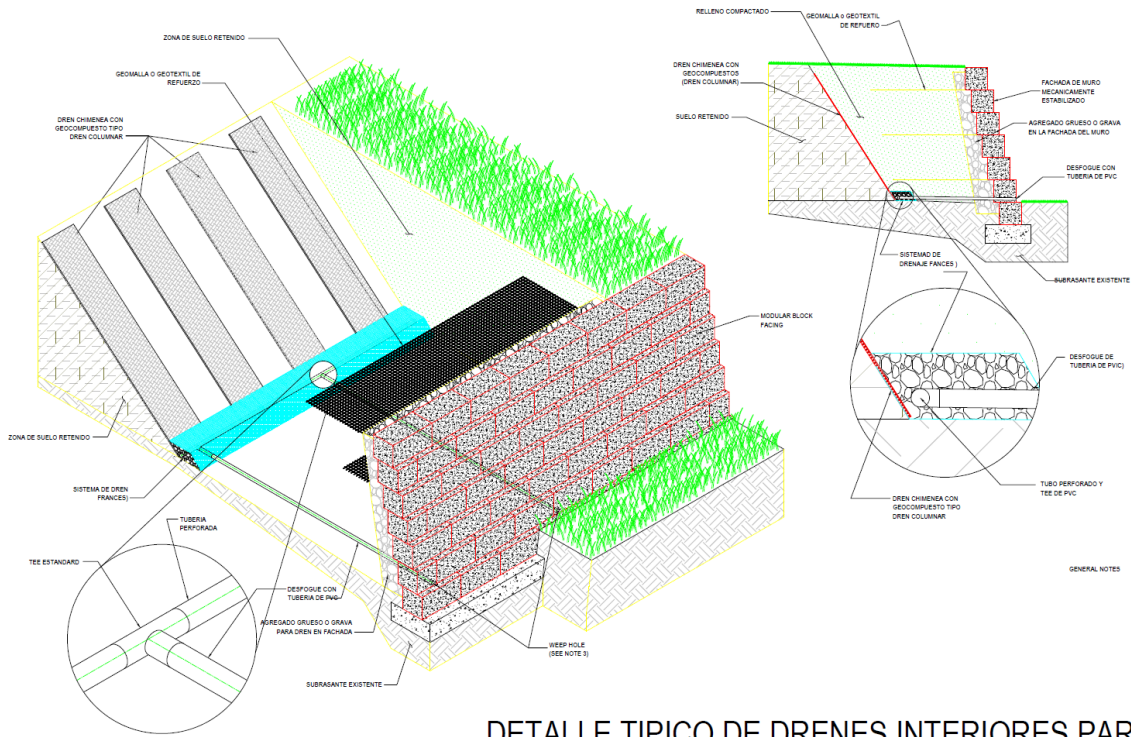 ZONA DE SUELO RETENIDO
GEOMALLA O GEOTEXTIL DE
REFUERZO
DREN CHIMENEA CON
GEOCOMPUESTO TIPO
DREN COLUMNAR
ZONA DE SUELO RETENIDO
SISTEMA DE DREN
FRANCES)
TUBERIA
PERFORADA
TEE ESTANDARD
DESFOGUE CON
TUBERIA DE PVC
AGREGADO GRUESO O GRAVA
PARA DREN EN FACHADA
SUBRASANTE EXISTENTE
WEEP HOLE
(SEE NOTE 3)
MODULAR BLOCK
FACING
RELLENO COMPACTADO
GEOMALLA o GEOTEXTIL
DE REFUERO
DREN CHIMENEA CON
GEOCOMPUESTOS
(DREN COLUMNAR)
SUELO RETENIDO
FACHADA DE MURO
MECANICAMENTE
ESTABILIZADO
AGREGADO GRUESO O GRAVA
EN LA FACHADA DEL MURO
DESFOGUE CON
TUBERIA DE PVC
SISTEMAD DE
DRENAJE FANCES )
SUBRASANTE EXISTENTE
DESFOGUE DE
TUBERIA DE PVIC)
TUBO PERFORADO Y
TEE DE PVC
DREN CHIMENEA CON
GEOCOMPUESTO TIPO
DREN COLUMNAR
GENERAL NOTES
DETALLE TIPICO DE DRENES INTERIORES PAR